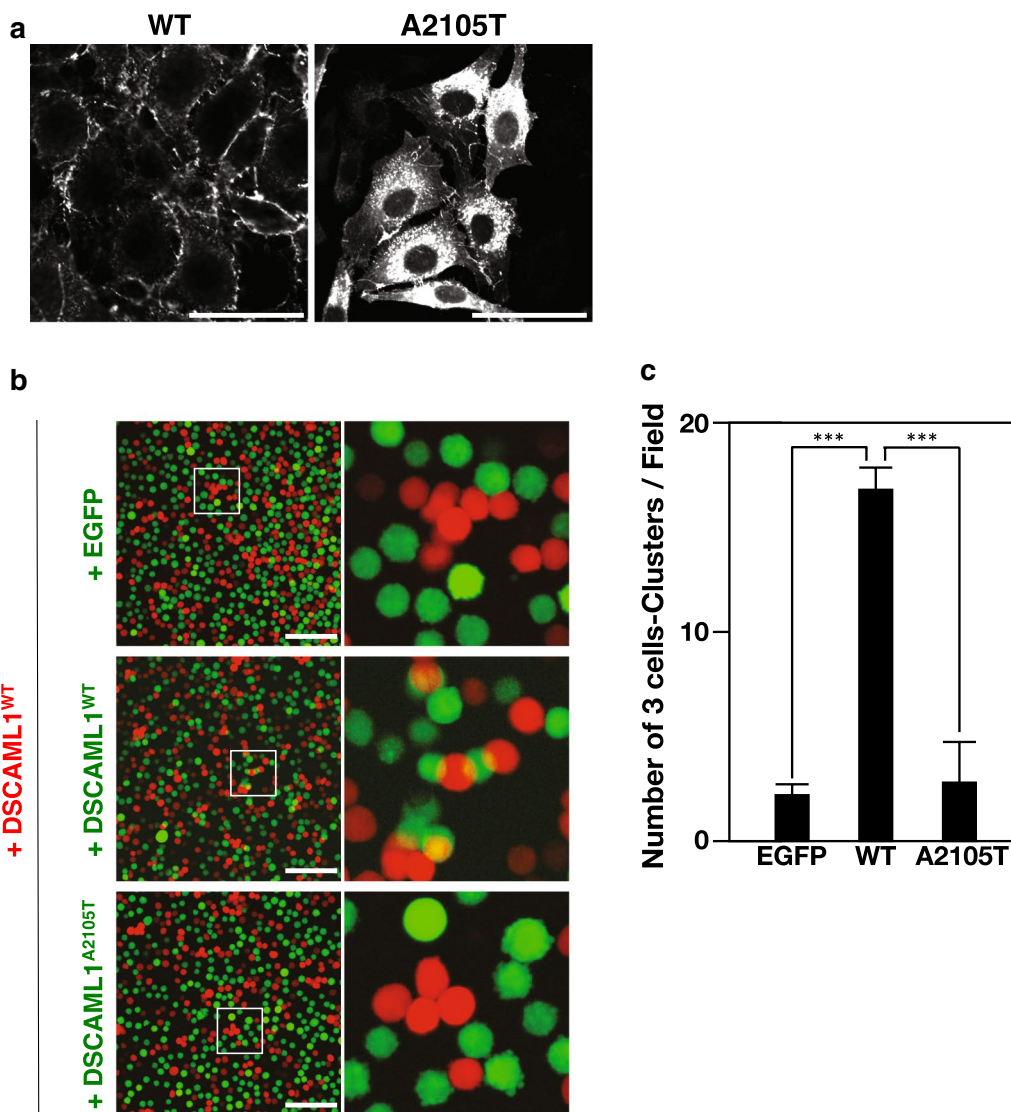 a
WT
A2105T
b
+ DSCAML1WT
+ EGFP
+ DSCAML1WT
+ DSCAML1A2105T
c
Number of 3 cells-Clusters / Field
20
10
0
***
***
EGFP
WT
A2105T